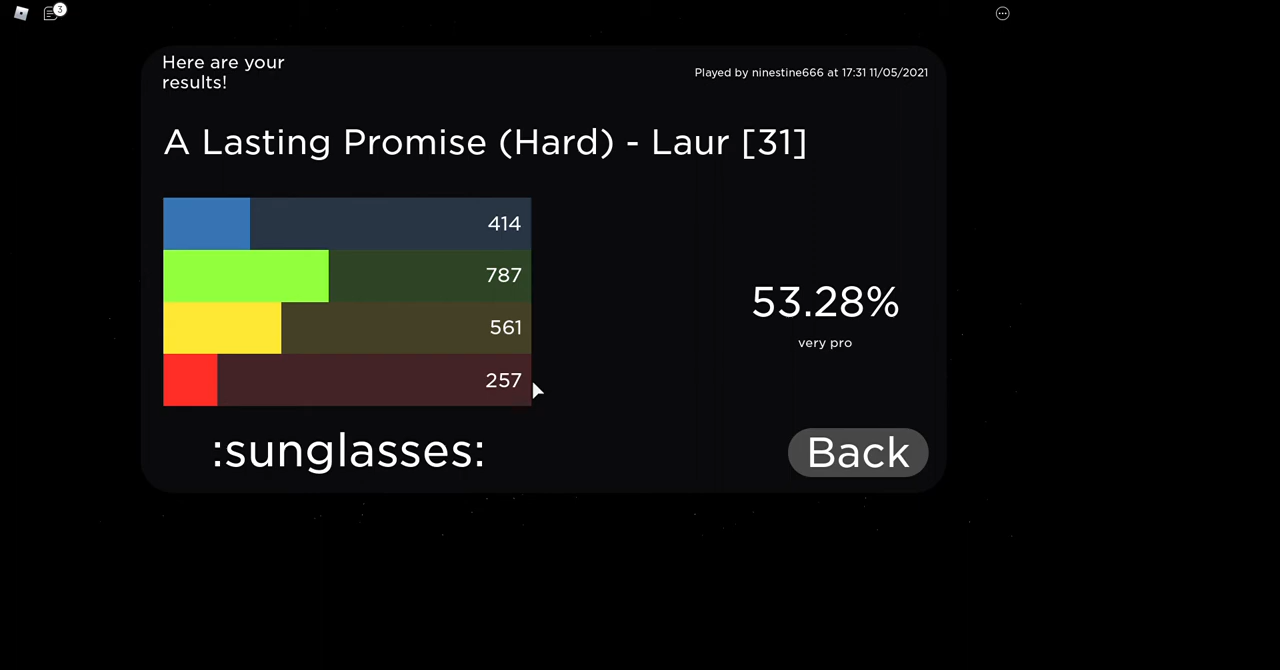 3
Here are your
results!
Played by ninestine666 at 17:31 11/05/2021
A Lasting Promise (Hard) - Laur [31]
414
787
561
257
53.28%
very pro
:sunglasses:
Back